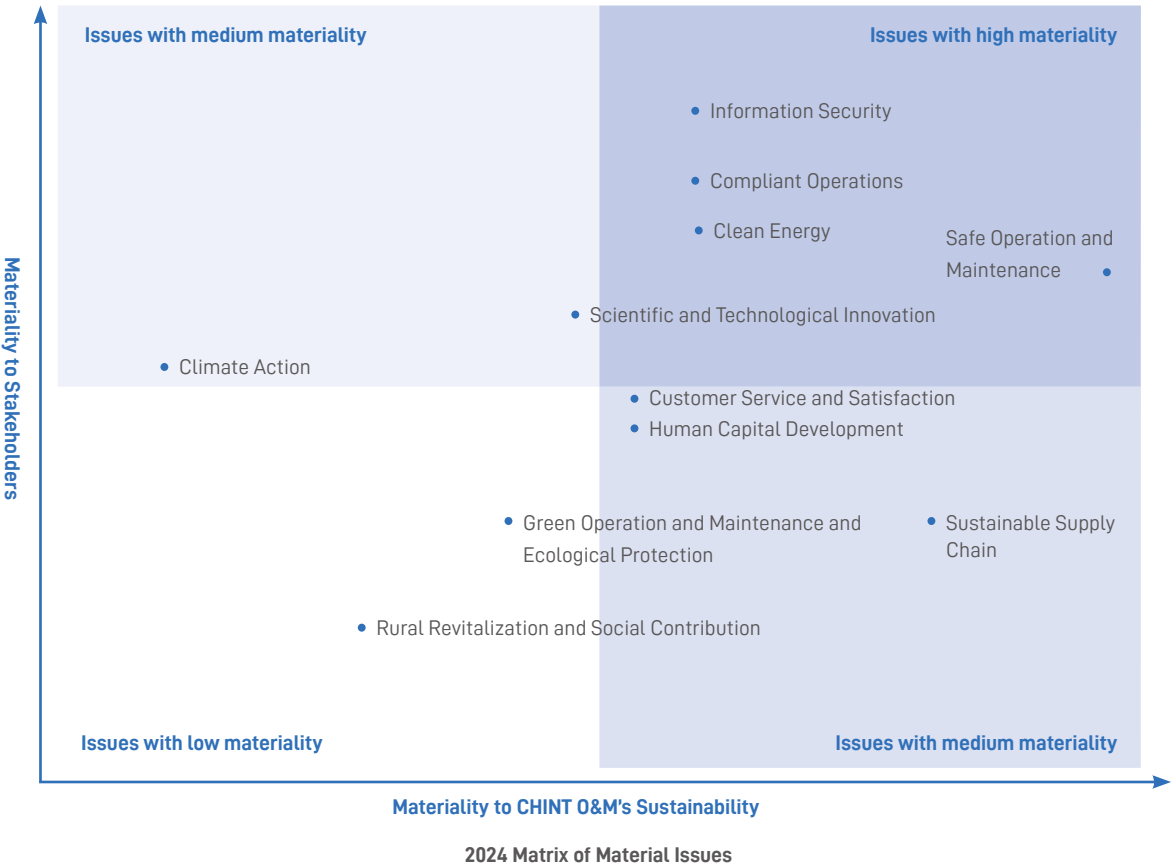 Issues with medium materiality
Issues with high materiality
Information Security
Compliant Operations
Clean Energy
Safe Operation and
Maintenance
Scientific and Technological Innovation
Climate Action
Customer Service and Satisfaction
Human Capital Development
Green Operation and Maintenance and
Ecological Protection
Sustainable Supply
Chain
Rural Revitalization and Social Contribution
Issues with low materiality
Issues with medium materiality
Materiality to Stakeholders
Materiality to CHINT O&M's Sustainability
2024 Matrix of Material Issues